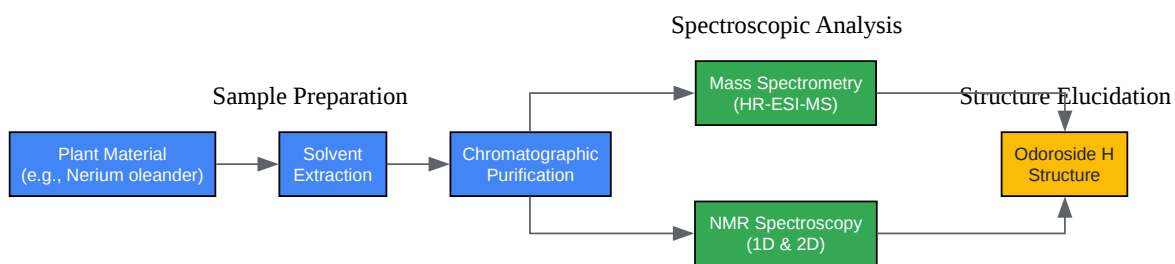 Spectroscopic Analysis
Sample Preparation
Structure Elucidation
Plant Material
(e.g., Nerium oleander)
Solvent
Extraction
Chromatographic
Purification
Mass Spectrometry
(HR-ESI-MS)
NMR Spectroscopy
(1D & 2D)
Odoroside H
Structure